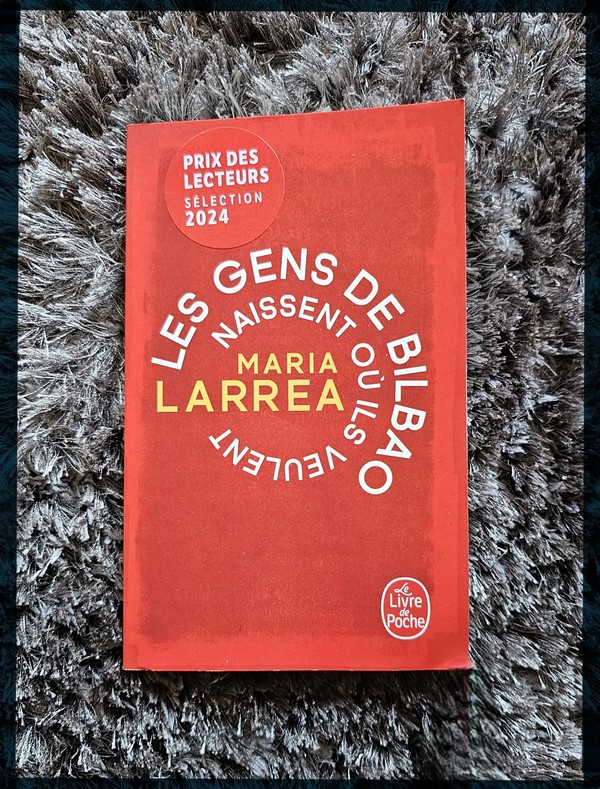 PRIX DES
LECTEURS
SÉLECTION
2024
LES GENS DE BILBAO
NAISSENT OÙ ILS VEULENT
MARIA
LARREA
Le
Livre
de
Poche